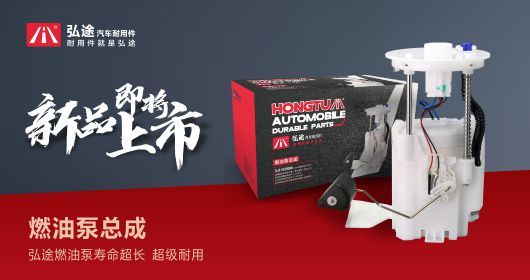 弘途 汽车耐用件
耐用件就是弘途
新品即将上市
HONGTU
AUTOMOBILE
DURABLE PARTS
弘途 汽车耐用件
燃油泵总成
燃油泵总成
弘途燃油泵寿命超长 超级耐用